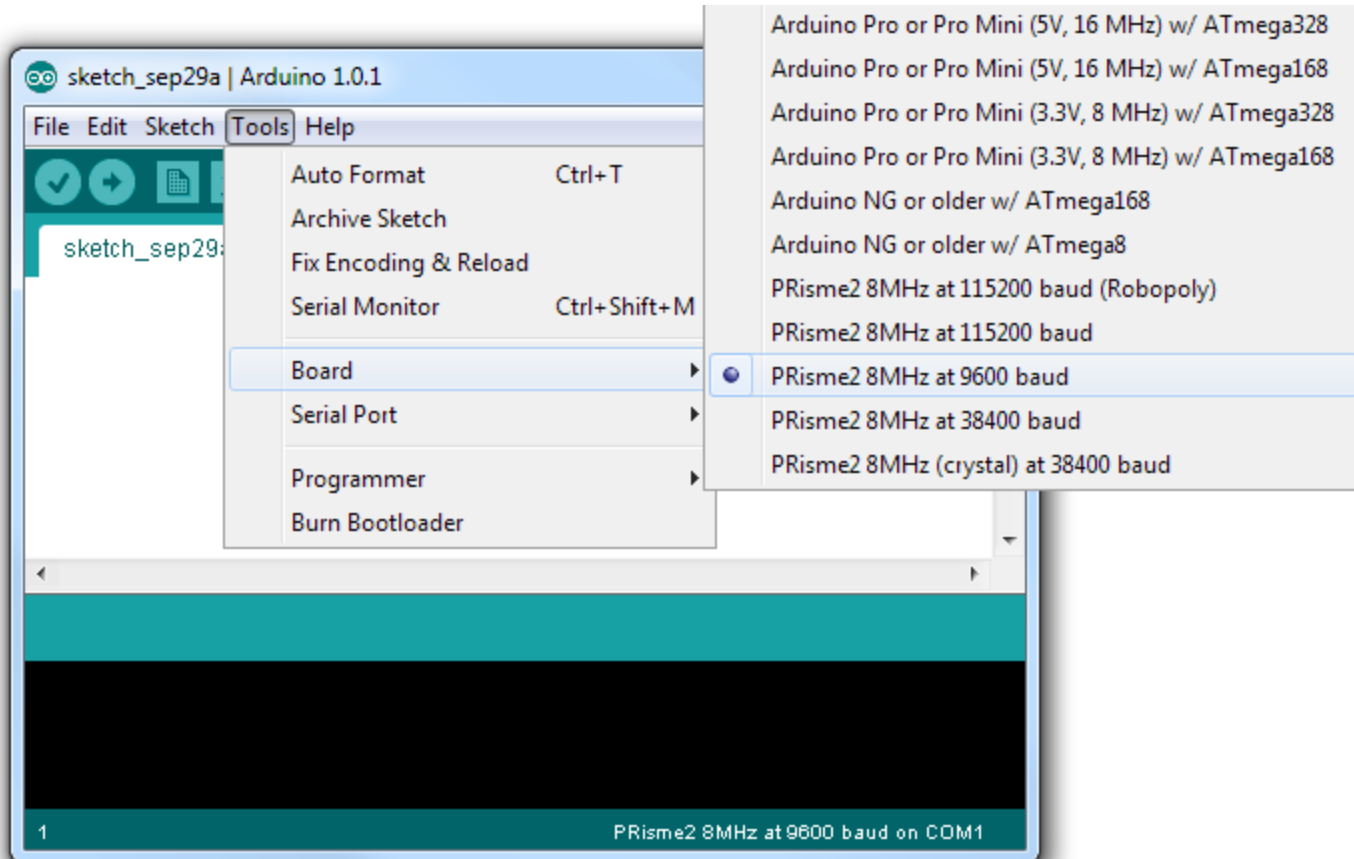 sketch_sep29a | Arduino 1.0.1
File Edit Sketch Tools Help
sketch_sep29a
Auto Format Ctrl+T
Archive Sketch
Fix Encoding & Reload
Serial Monitor Ctrl+Shift+M
Board
Serial Port
Programmer
Burn Bootloader
Arduino Pro or Pro Mini (5V, 16 MHz) w/ ATmega328
Arduino Pro or Pro Mini (5V, 16 MHz) w/ ATmega168
Arduino Pro or Pro Mini (3.3V, 8 MHz) w/ ATmega328
Arduino Pro or Pro Mini (3.3V, 8 MHz) w/ ATmega168
Arduino NG or older w/ ATmega168
Arduino NG or older w/ ATmega8
PRisme2 8MHz at 115200 baud (Robopoly)
PRisme2 8MHz at 115200 baud
PRisme2 8MHz at 9600 baud
PRisme2 8MHz at 38400 baud
PRisme2 8MHz (crystal) at 38400 baud
1 PRisme2 8MHz at 9600 baud on COM1